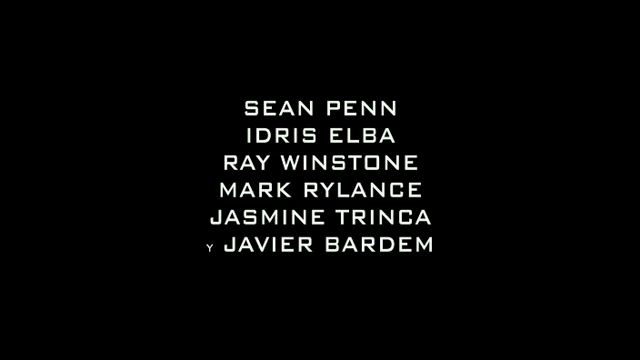 SEAN PENN
IDRIS ELBA
RAY WINSTONE
MARK RYLANCE
JASMINE TRINCA
Y JAVIER BARDEM